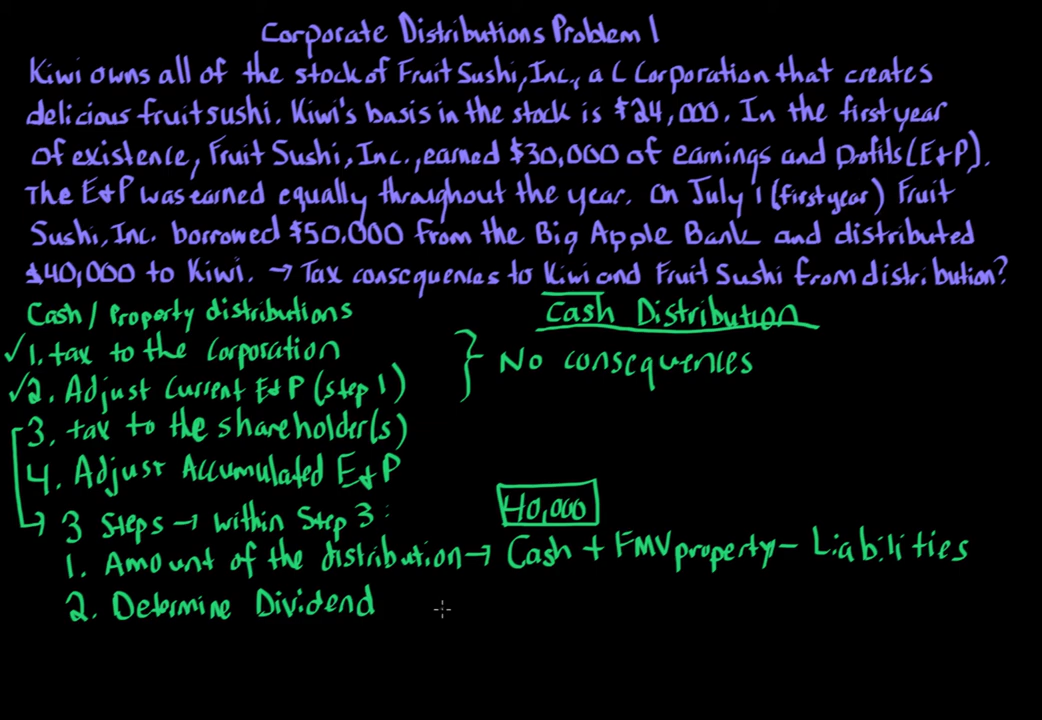 Corporate Distributions Problem 1
Kiwi owns all of the stock of Fruit Sushi, Inc., a C Corporation that creates
delicious fruit sushi. Kiwi's basis in the stock is $24,000. In the first year
of existence, Fruit Sushi, Inc., earned $30,000 of earnings and profits (E+P).
The E+P was earned equally throughout the year. On July 1 (first year) Fruit
Sushi, Inc. borrowed $50,000 from the Big Apple Bank and distributed
$40,000 to Kiwi. → Tax consequences to Kiwi and Fruit Sushi from distribution?
Cash / Property distributions
✓ 1. tax to the Corporation
✓ 2. Adjust Current E+P (step 1)
3. tax to the shareholder(s)
4. Adjust Accumulated E+P
→ 3 Steps → within Step 3:
1. Amount of the distribution → Cash + FMV property - Liabilities
2. Determine Dividend
Cash Distribution
} No consequences
40,000